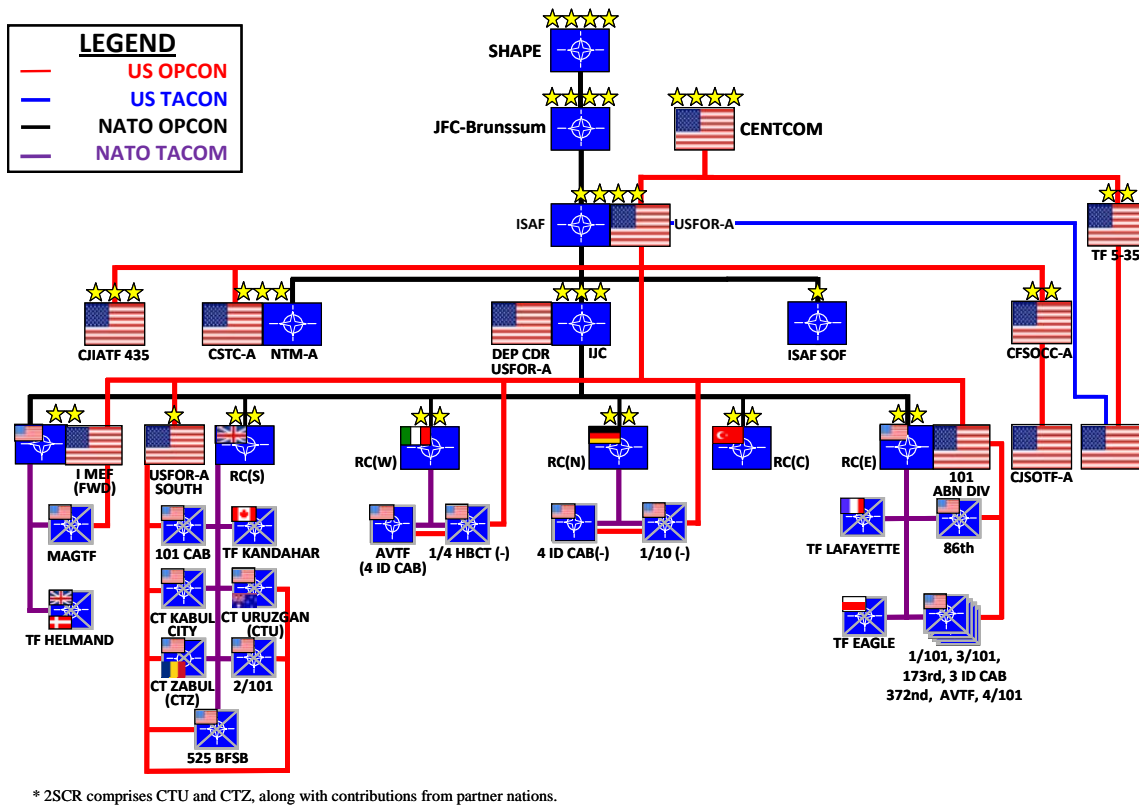 LEGEND
US OPCON
US TACON
NATO OPCON
NATO TACOM
SHAPE
JFC-Brunssum
CENTCOM
ISAF
USFOR-A
TF 5-35
CJIATF 435
CSTC-A
NTM-A
DEP CDR
USFOR-A
IJC
ISAF SOF
CFSOCC-A
I MEF
(FWD)
USFOR-A
SOUTH
RC(S)
RC(W)
RC(N)
RC(C)
RC(E)
101
ABN DIV
CJSOTF-A
MAGTF
101 CAB
TF KANDAHAR
AVTF
(4 ID CAB)
1/4 HBCT (-)
4 ID CAB(-)
1/10 (-)
TF LAFAYETTE
86th
TF HELMAND
CT KABUL
CITY
CT URUZGAN
(CTU)
TF EAGLE
1/101, 3/101,
173rd, 3 ID CAB
372nd, AVTF, 4/101
CT ZABUL
(CTZ)
2/101
525 BFSB
* 2SCR comprises CTU and CTZ, along with contributions from partner nations.